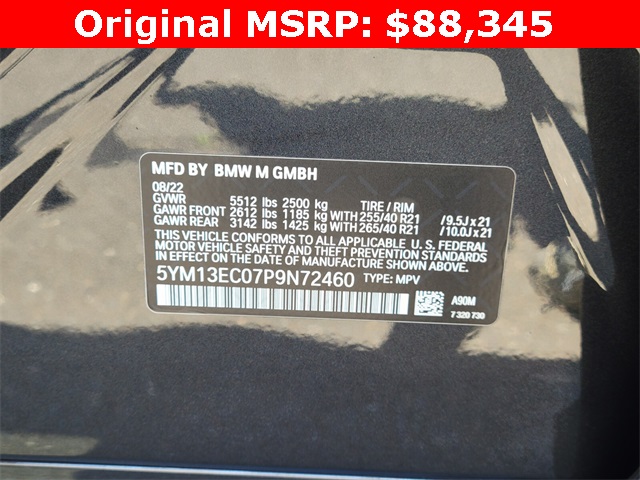 Original MSRP: $88,345
MFD BY BMW M GMBH
08/22
GVWR 5512 lbs 2500 kg TIRE / RIM
GAWR FRONT 2612 lbs 1185 kg WITH 255/40 R21 /9.5J x 21
GAWR REAR 3142 lbs 1425 kg WITH 265/40 R21 /10.0J x 21
THIS VEHICLE CONFORMS TO ALL APPLICABLE U. S. FEDERAL
MOTOR VEHICLE SAFETY AND THEFT PREVENTION STANDARDS
IN EFFECT ON THE DATE OF MANUFACTURE SHOWN ABOVE.
5YM13EC07P9N72460 TYPE: MPV
A90M
7 320 730